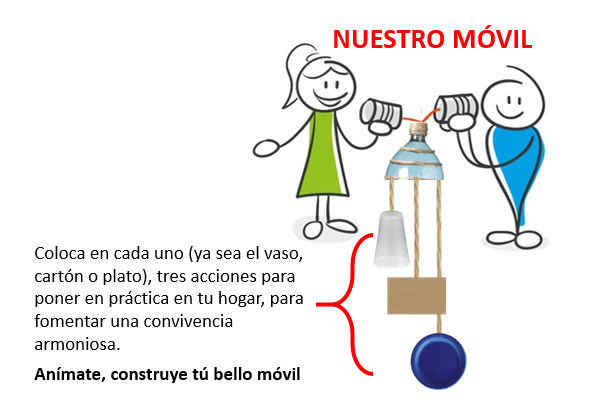 NUESTRO MÓVIL
Coloca en cada uno (ya sea el vaso,
cartón o plato), tres acciones para
poner en práctica en tu hogar, para
fomentar una convivencia
armoniosa.
Anímate, construye tú bello móvil